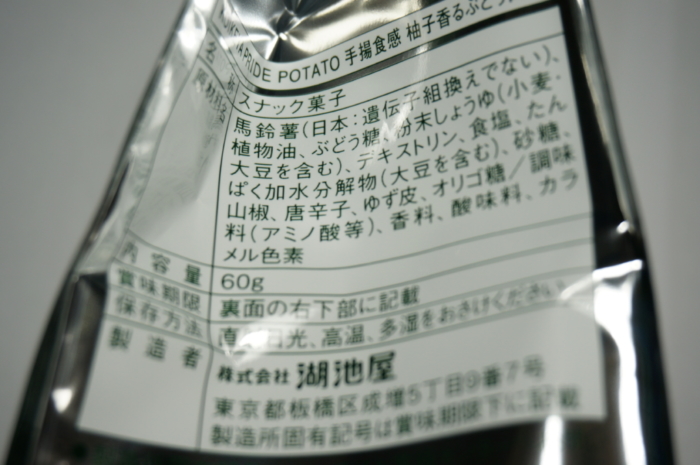 PRIDE POTATO 手揚食感 柚子香るぶどう
名 称 スナック菓子
原材料名 馬鈴薯(日本:遺伝子組換えでない)、
植物油、ぶどう糖、粉末しょうゆ(小麦・
大豆を含む)、デキストリン、食塩、たん
ぱく加水分解物(大豆を含む)、砂糖、
山椒、唐辛子、ゆず皮、オリゴ糖/調味
料(アミノ酸等)、香料、酸味料、カラ
メル色素
内 容 量 60g
賞味期限 裏面の右下部に記載
保存方法 直 日光、高温、多湿をおさけください。
製 造 者 株式会社 湖池屋
東京都板橋区成増5丁目9番7号
製造所固有記号は賞味期限下に記載